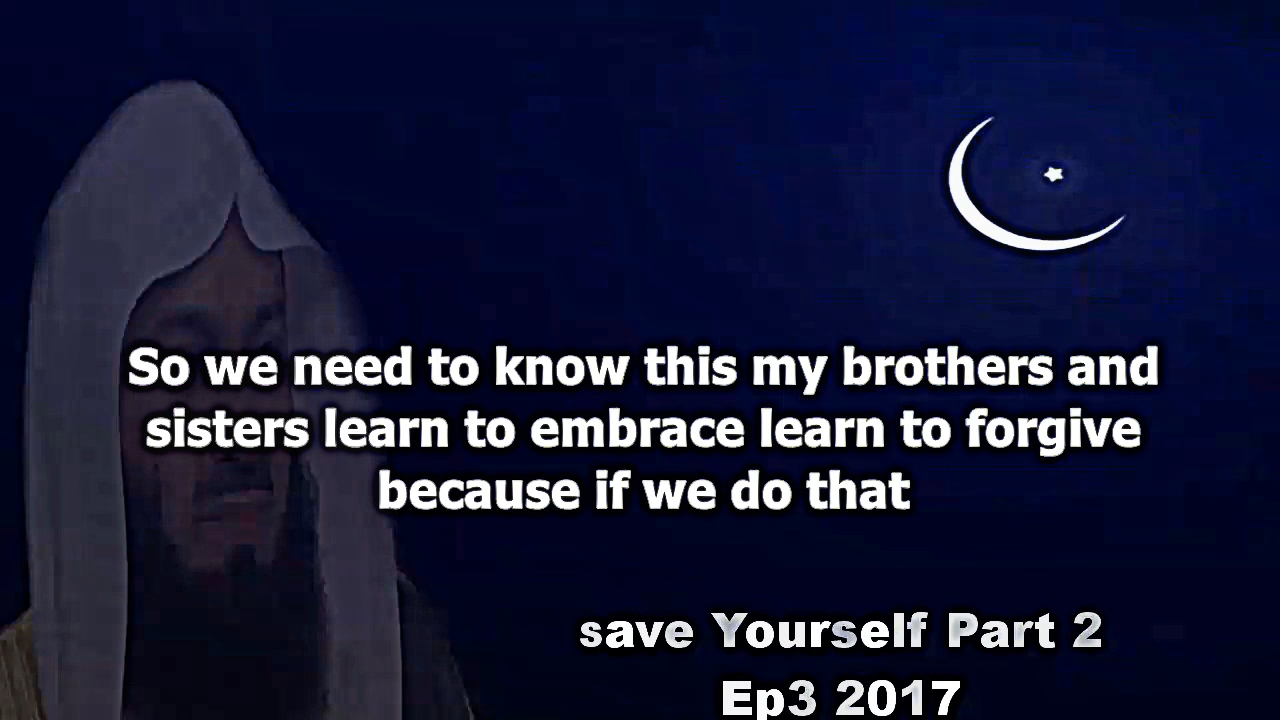 So we need to know this my brothers and
sisters learn to embrace learn to forgive
because if we do that
save Yourself Part 2
Ep3 2017